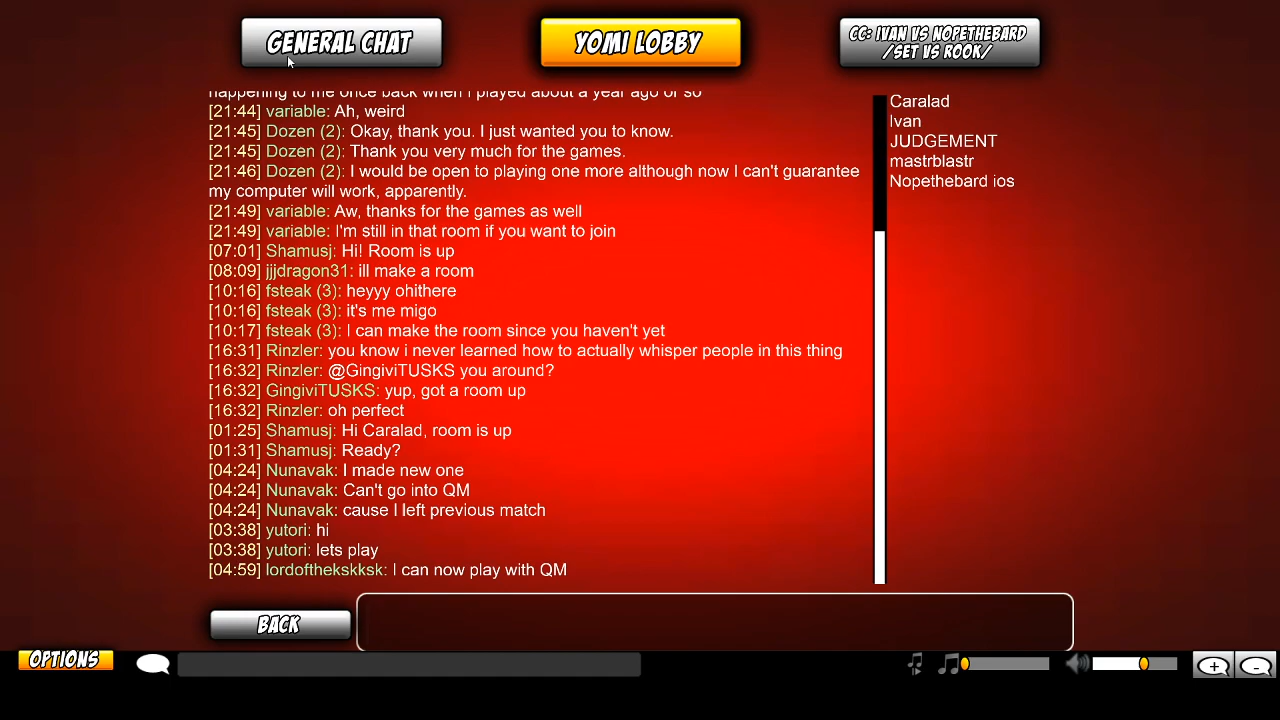 GENERAL CHAT
YOMI LOBBY
CC: IVAN VS NOPETHEBARD
/SET VS ROOK/
happening to me once back when I played about a year ago or so
[21:44] variable: Ah, weird
[21:45] Dozen (2): Okay, thank you. I just wanted you to know.
[21:45] Dozen (2): Thank you very much for the games.
[21:46] Dozen (2): I would be open to playing one more although now I can't guarantee
my computer will work, apparently.
[21:49] variable: Aw, thanks for the games as well
[21:49] variable: I'm still in that room if you want to join
[07:01] Shamusj: Hi! Room is up
[08:09] jjjdragon31: ill make a room
[10:16] fsteak (3): heyyy ohithere
[10:16] fsteak (3): it's me migo
[10:17] fsteak (3): I can make the room since you haven't yet
[16:31] Rinzler: you know i never learned how to actually whisper people in this thing
[16:32] Rinzler: @GingiviTUSKS you around?
[16:32] GingiviTUSKS: yup, got a room up
[16:32] Rinzler: oh perfect
[01:25] Shamusj: Hi Caralad, room is up
[01:31] Shamusj: Ready?
[04:24] Nunavak: I made new one
[04:24] Nunavak: Can't go into QM
[04:24] Nunavak: cause I left previous match
[03:38] yutori: hi
[03:38] yutori: lets play
[04:59] lordofthekskksk: I can now play with QM
Caralad
Ivan
JUDGEMENT
mastrblastr
Nopethebard ios
BACK
OPTIONS